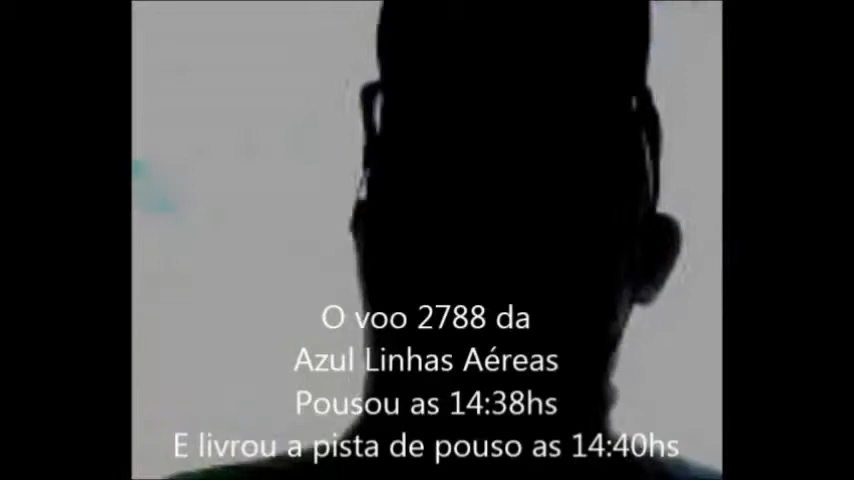 O voo 2788 da
Azul Linhas Aéreas
Pousou as 14:38hs
E livrou a pista de pouso as 14:40hs